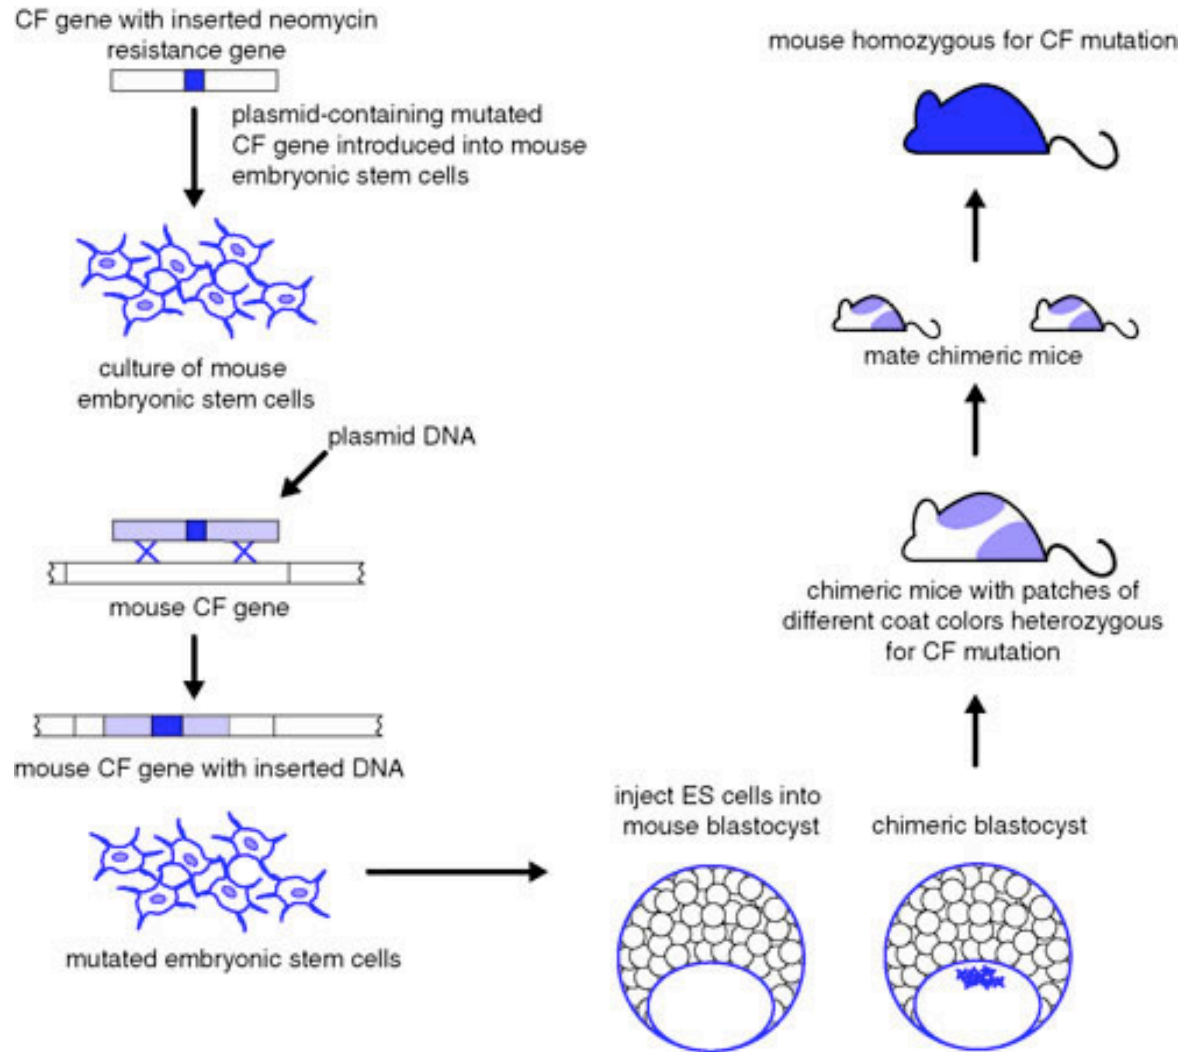 CF gene with inserted neomycin
resistance gene
plasmid-containing mutated
CF gene introduced into mouse
embryonic stem cells
culture of mouse
embryonic stem cells
plasmid DNA
mouse CF gene
mouse CF gene with inserted DNA
mutated embryonic stem cells
inject ES cells into
mouse blastocyst
chimeric blastocyst
chimeric mice with patches of
different coat colors heterozygous
for CF mutation
mate chimeric mice
mouse homozygous for CF mutation